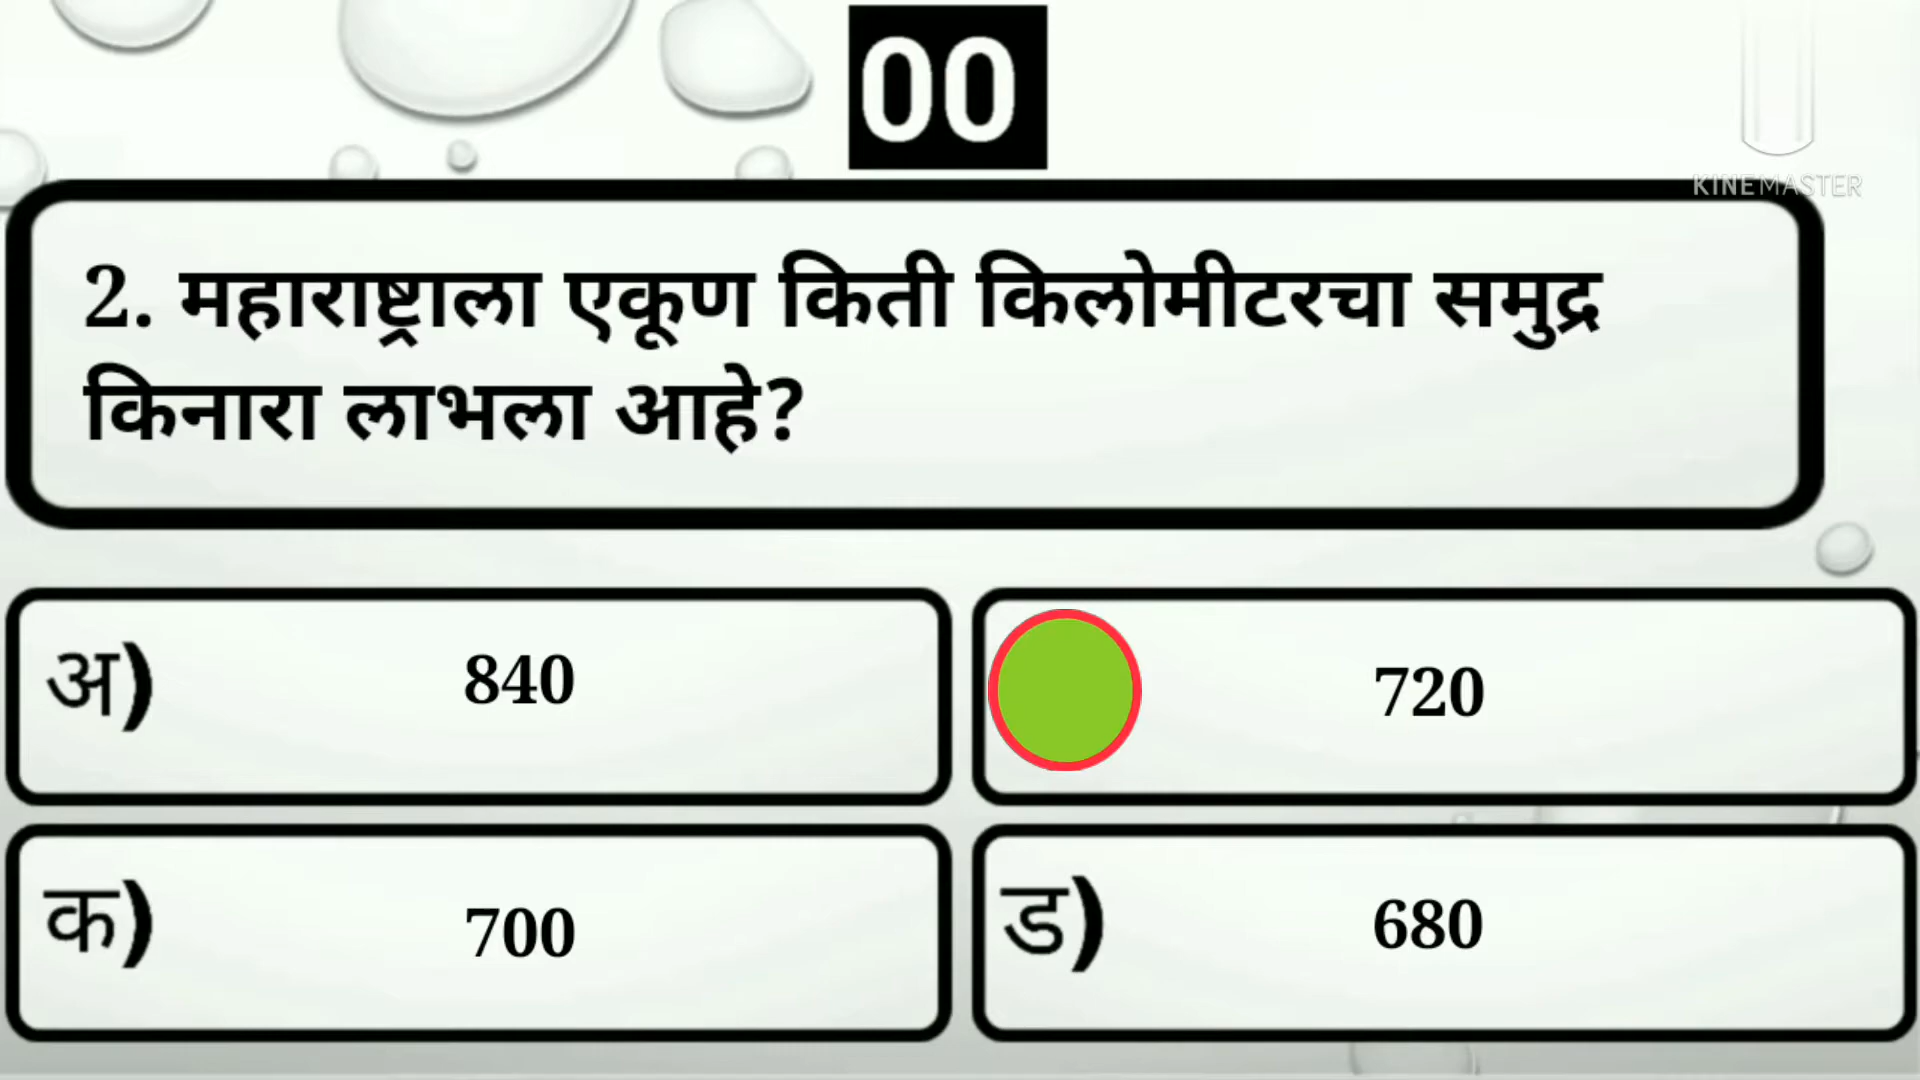 00
KINEMASTER
2. महाराष्ट्राला एकूण किती किलोमीटरचा समुद्र
किनारा लाभला आहे?
अ) 840
720
क) 700
ड) 680